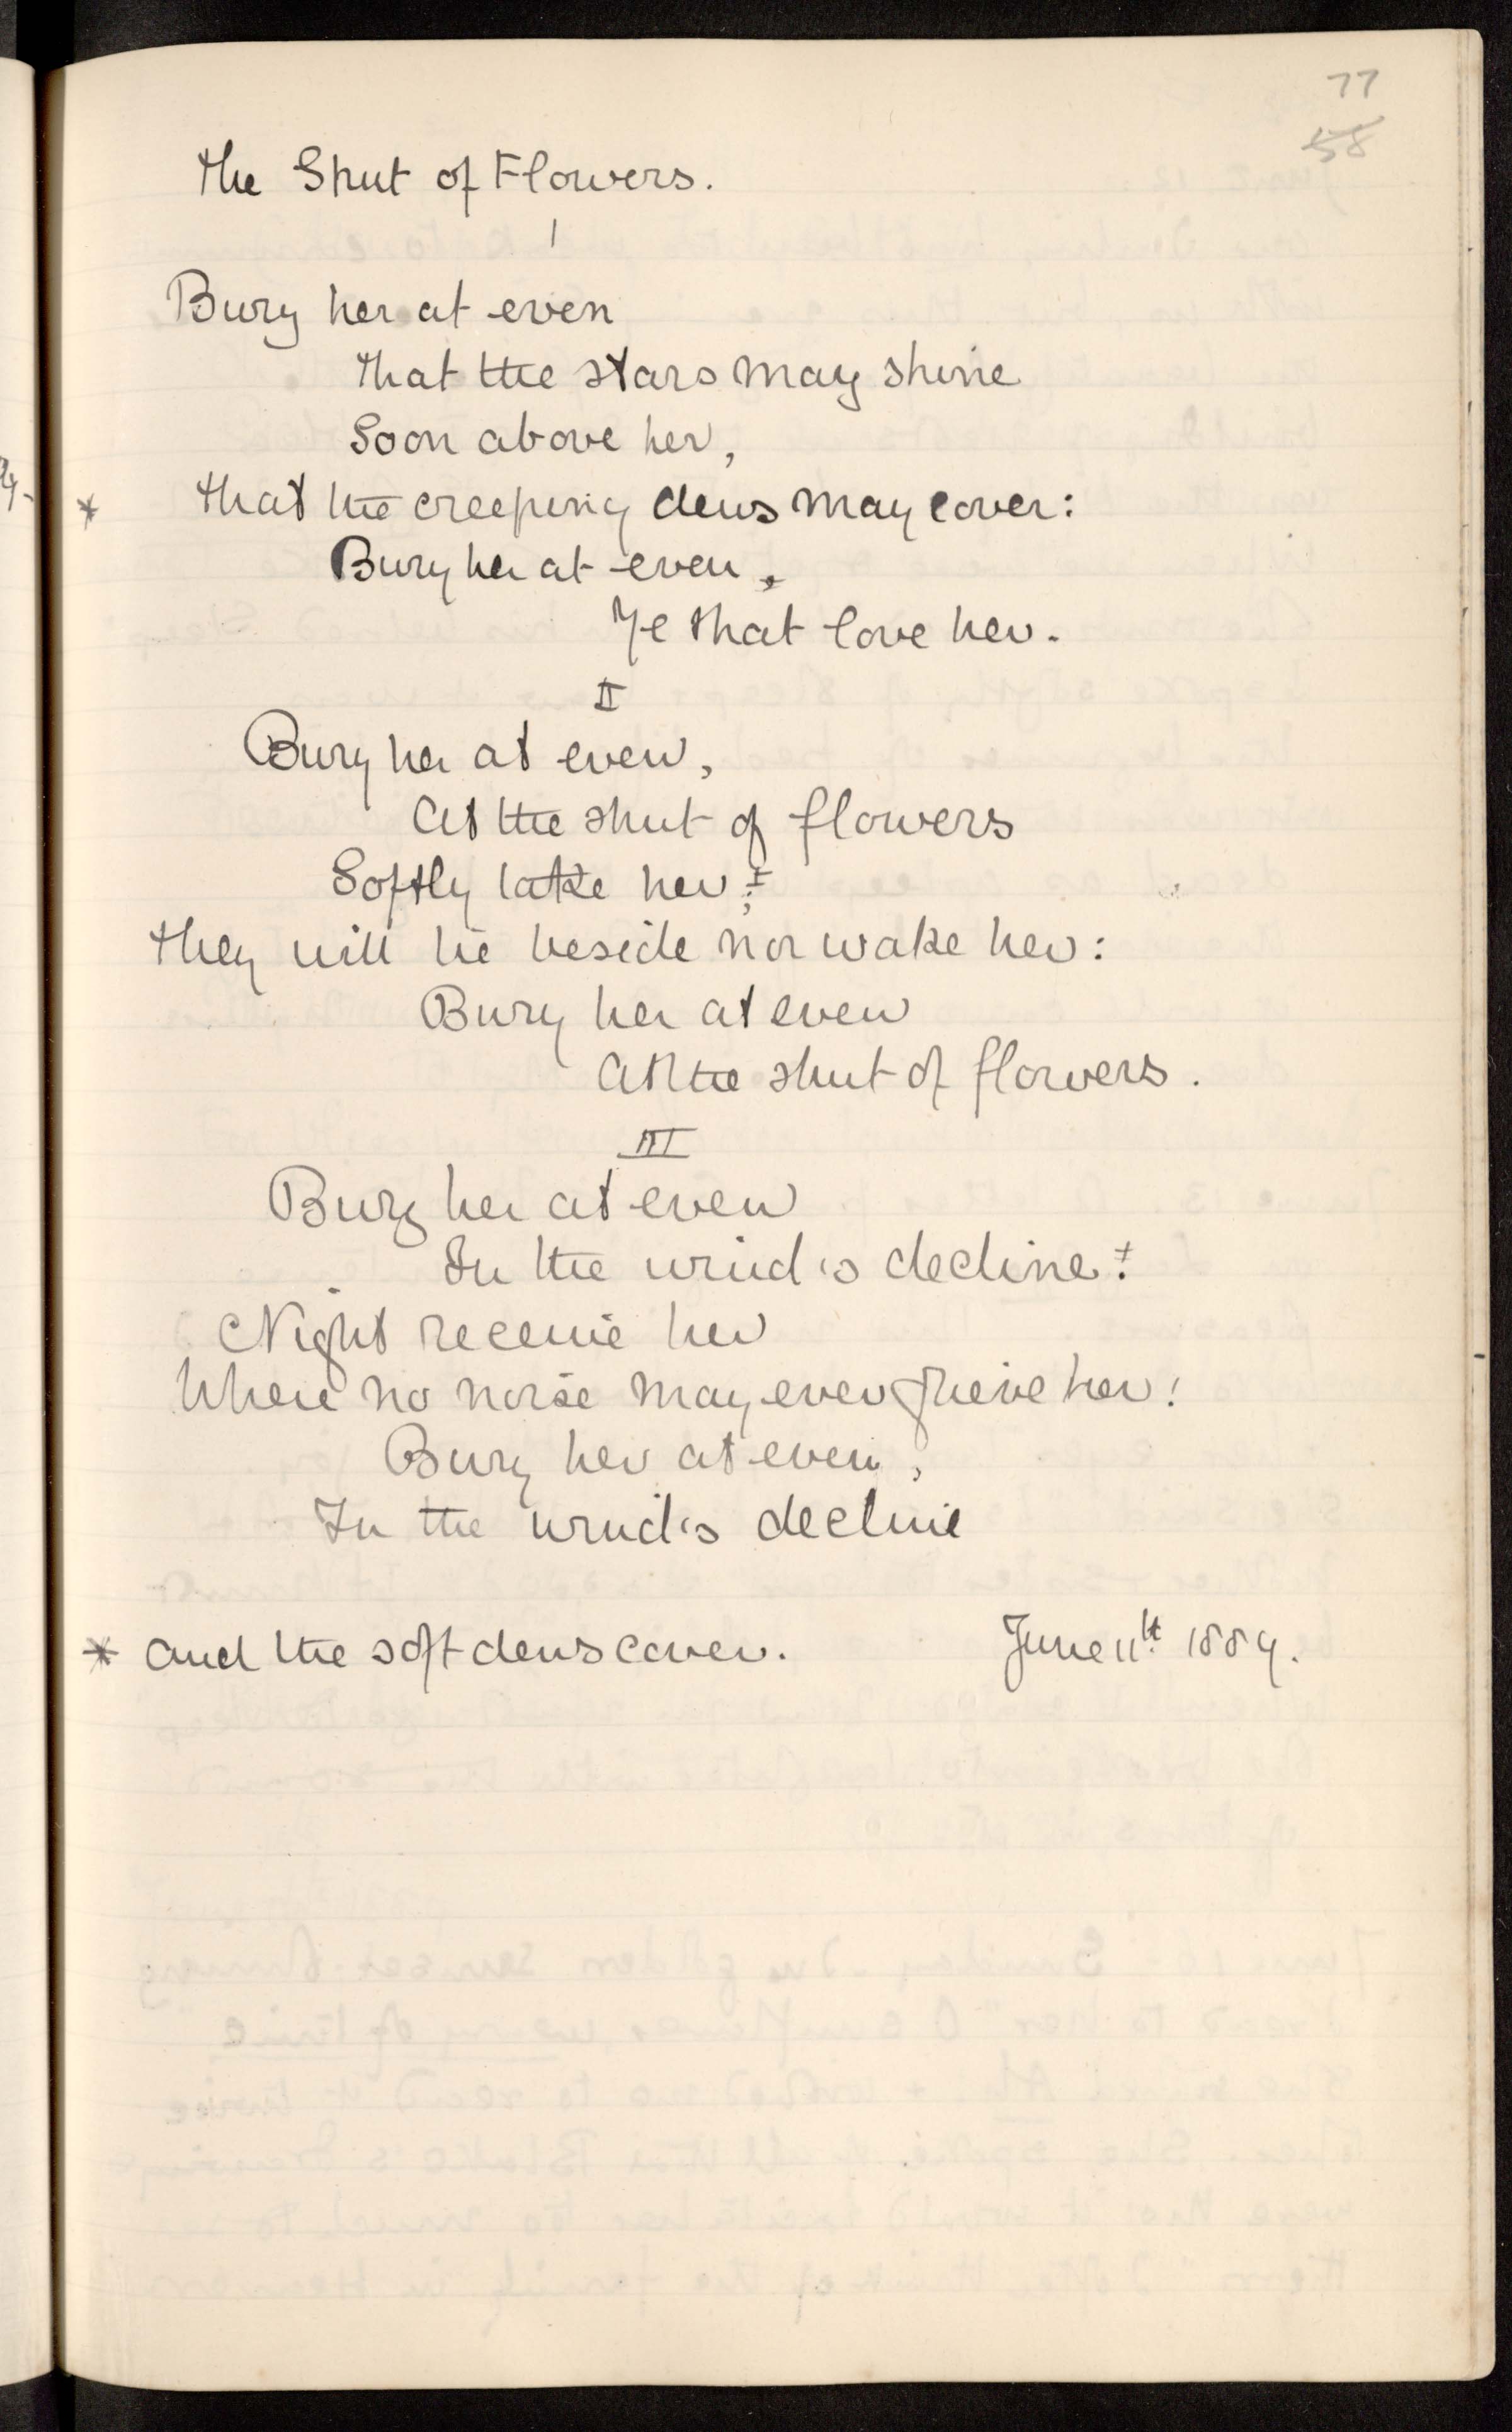 77
58
The Shut of Flowers.
I
Bury her at even
That the stars may shine
Soon above her,
* That the creeping dews may cover:
Bury her at even,
Ye that love her.
II
Bury her at even,
At the shut of flowers
Softly take her;
They will lie beside nor wake her:
Bury her at even
At the shut of flowers.
III
Bury her at even
In the wind's decline:
Night receive her
Where no noise may ever grieve her!
Bury her at even,
In the wind's decline
* and the soft dews cover.
June 11th 1889.